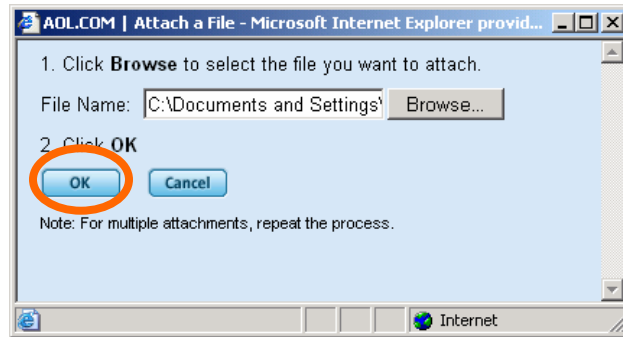 AOL.COM | Attach a File - Microsoft Internet Explorer provid...
1. Click Browse to select the file you want to attach.
File Name: C:\Documents and Settings\ Browse...
2. Click OK
OK Cancel
Note: For multiple attachments, repeat the process.
Internet